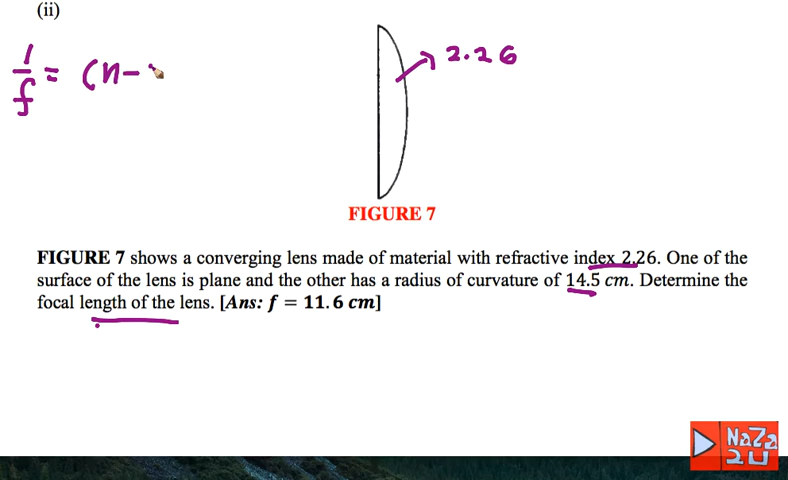 (ii)
1/f = (n-
2.26
FIGURE 7
FIGURE 7 shows a converging lens made of material with refractive index 2.26. One of the
surface of the lens is plane and the other has a radius of curvature of 14.5 cm. Determine the
focal length of the lens. [Ans: f = 11.6 cm]
NaZa
2U